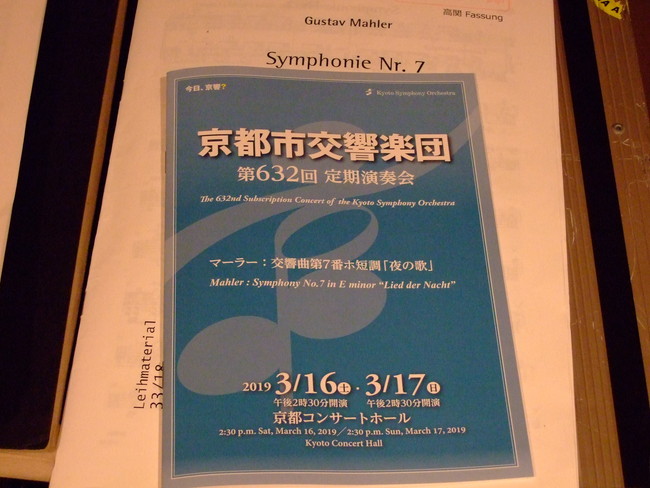 高関 Fassung
Gustav Mahler
Symphonie Nr. 7
今日、京響?
Kyoto Symphony Orchestra
京都市交響楽団
第632回 定期演奏会
The 632nd Subscription Concert of the Kyoto Symphony Orchestra
マーラー:交響曲第7番ホ短調「夜の歌」
Mahler : Symphony No.7 in E minor "Lied der Nacht"
2019 3/16(土)・3/17(日)
午後2時30分開演 午後2時30分開演
京都コンサートホール
2:30 p.m. Sat, March 16, 2019/2:30 p.m. Sun, March 17, 2019
Kyoto Concert Hall
Leihmaterial
33/18